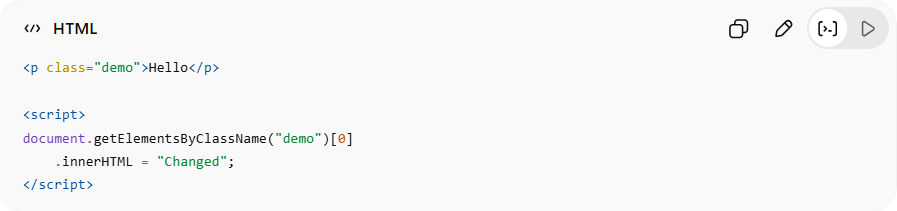 </> HTML
<p class="demo">Hello</p>
<script>
document.getElementsByClassName("demo")[0]
    .innerHTML = "Changed";
</script>